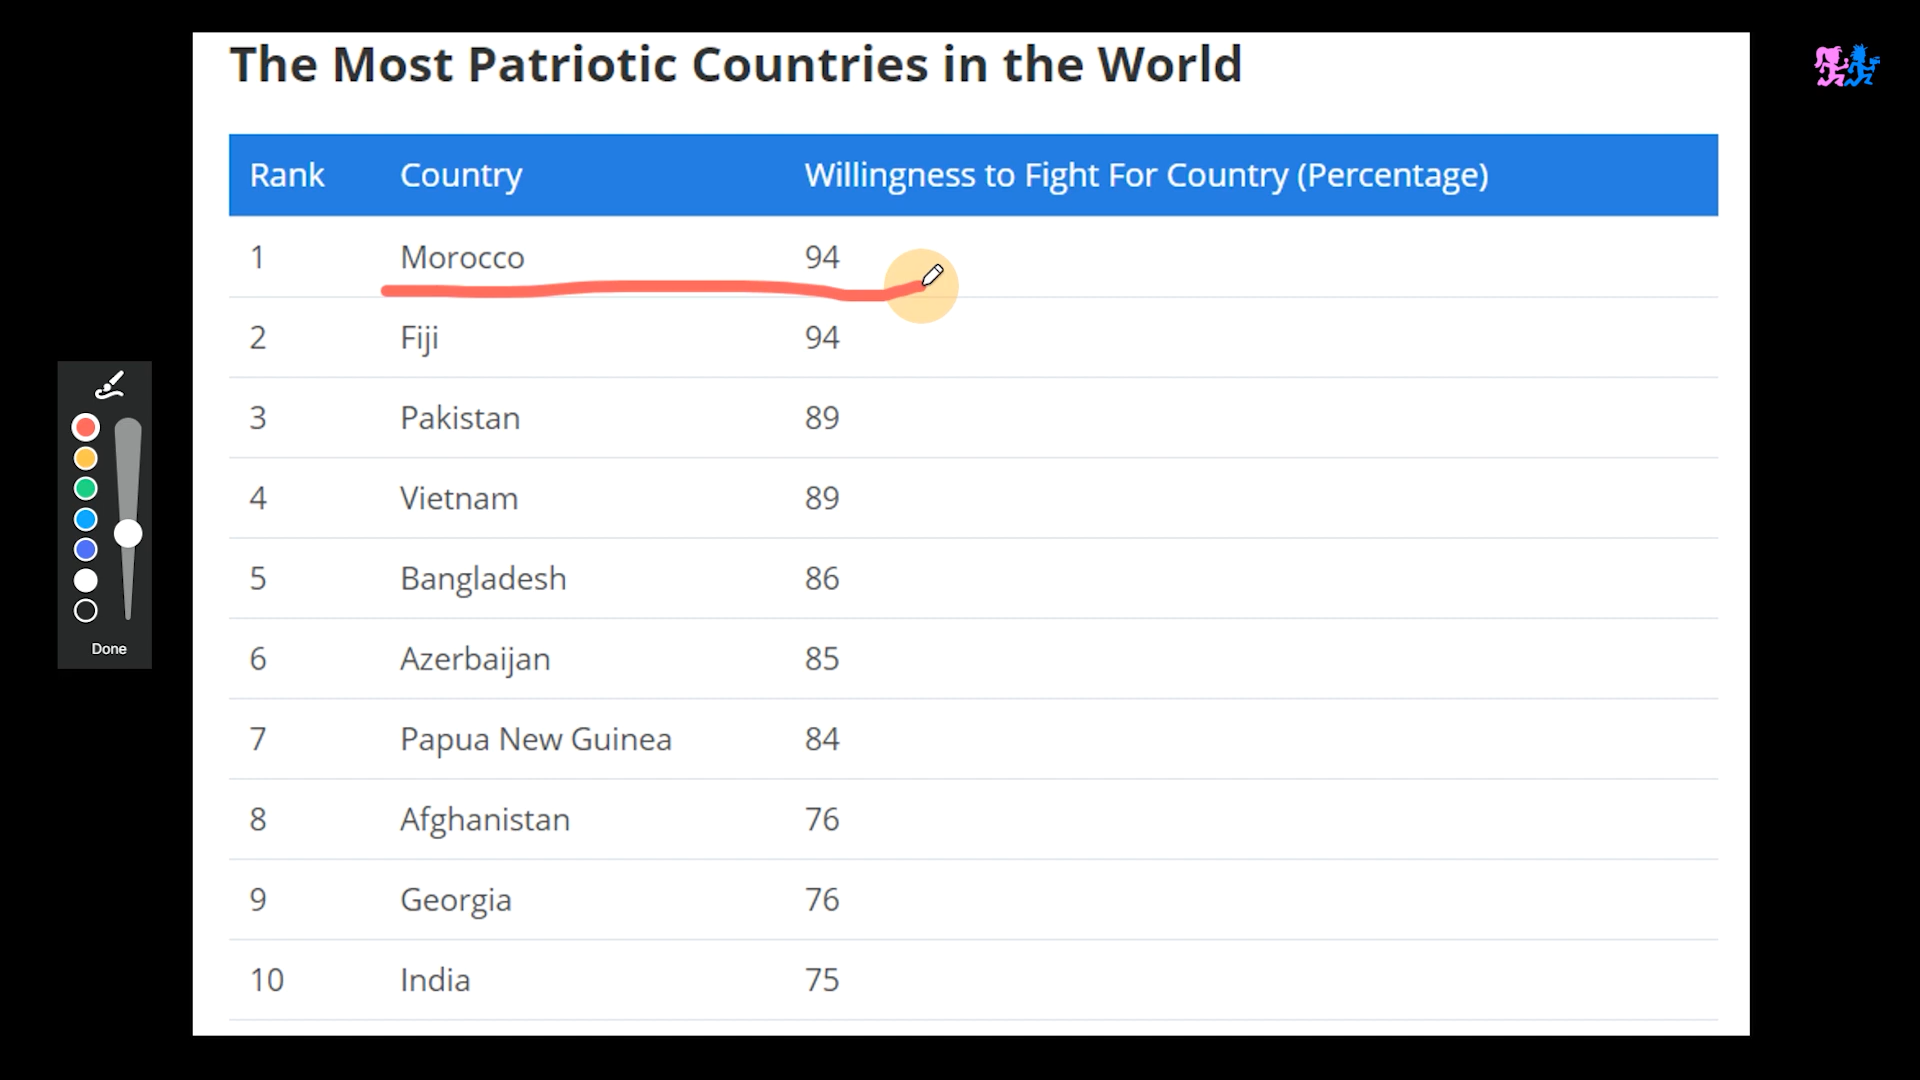 The Most Patriotic Countries in the World
Rank Country Willingness to Fight For Country (Percentage)
1 Morocco 94
2 Fiji 94
3 Pakistan 89
4 Vietnam 89
5 Bangladesh 86
6 Azerbaijan 85
7 Papua New Guinea 84
8 Afghanistan 76
9 Georgia 76
10 India 75
Done